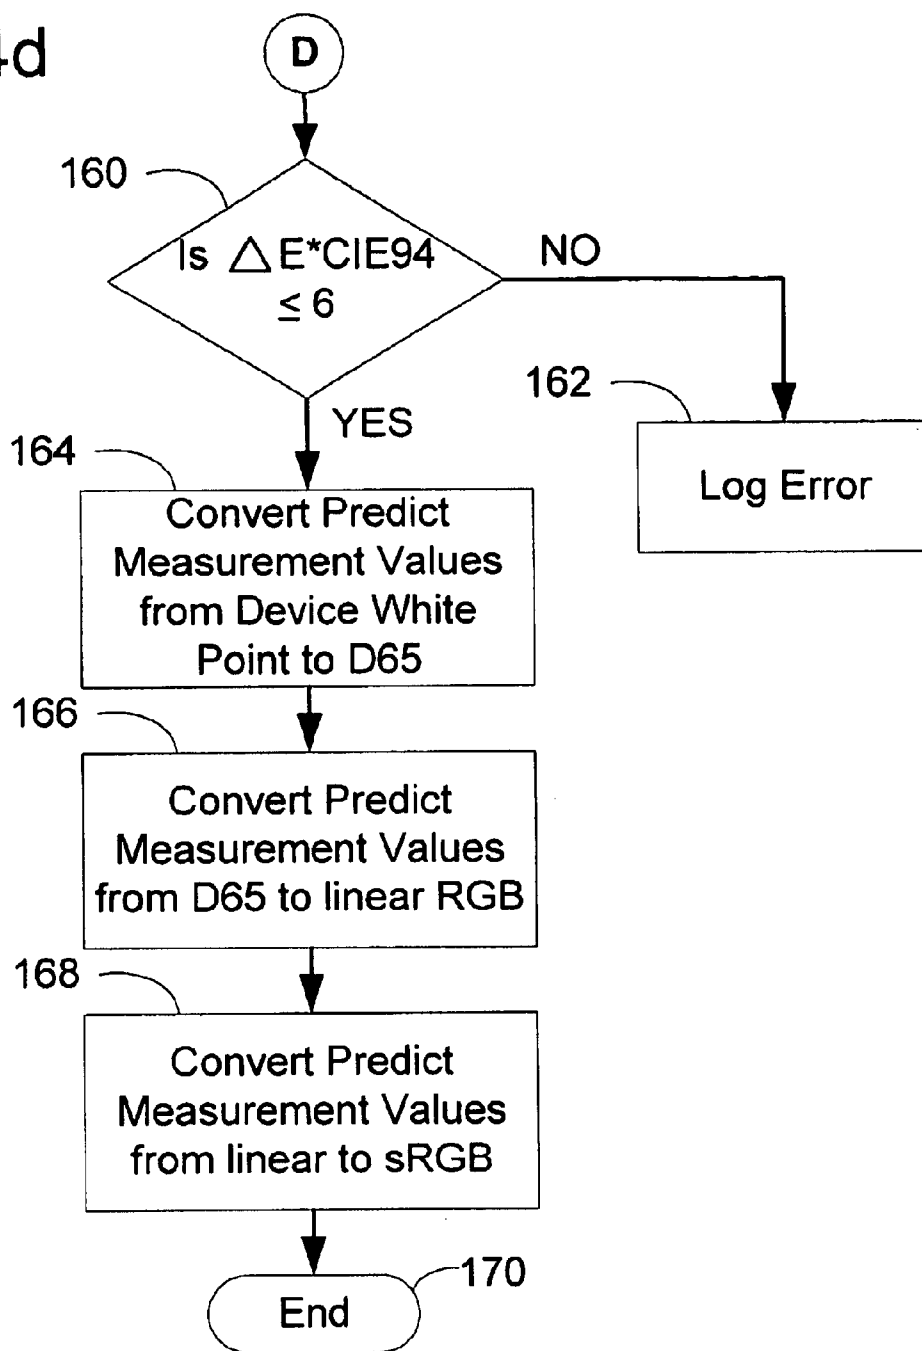 4d
D
160
Is △ E*CIE94
≤ 6
NO
162
YES
Log Error
164
Convert Predict
Measurement Values
from Device White
Point to D65
166
Convert Predict
Measurement Values
from D65 to linear RGB
168
Convert Predict
Measurement Values
from linear to sRGB
170
End